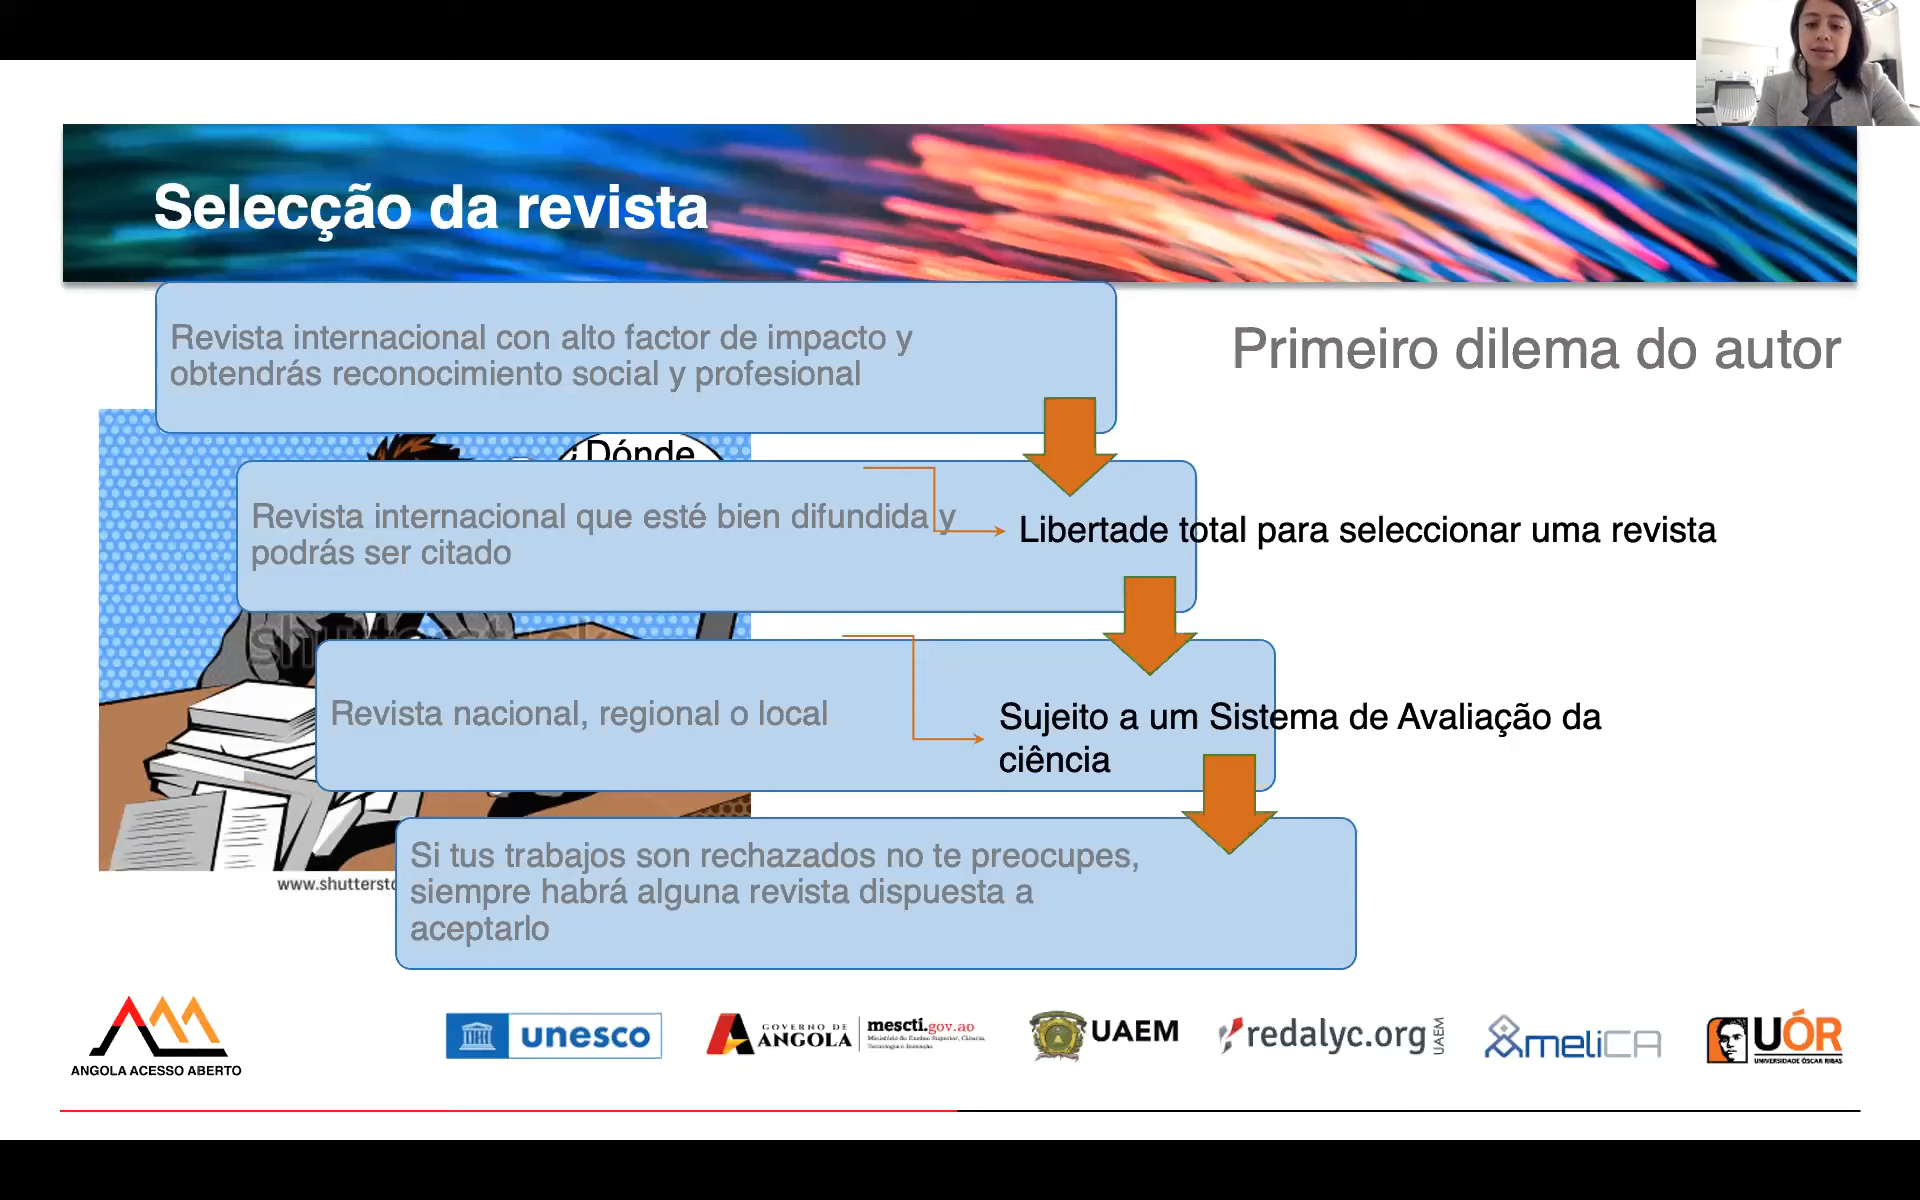 Selecção da revista
Revista internacional con alto factor de impacto y
obtendrás reconocimiento social y profesional
Primeiro dilema do autor
¿Dónde
Revista internacional que esté bien difundida y
podrás ser citado
Libertade total para seleccionar uma revista
Revista nacional, regional o local
Sujeito a um Sistema de Avaliação da
ciência
Si tus trabajos son rechazados no te preocupes,
siempre habrá alguna revista dispuesta a
aceptarlo
ANGOLA ACESSO ABERTO
unesco
GOVERNO DE
ANGOLA
mescti.gov.ao
Ministério do Ensino Superior, Ciência,
Tecnologia e Inovação
UAEM
redalyc.org
UAEM
AmeliCA
UÓR
UNIVERSIDADE ÓSCAR RIBAS